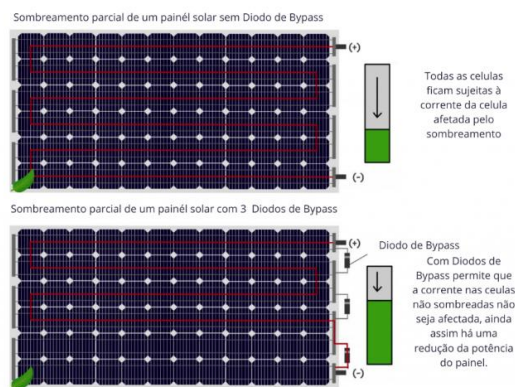 Sombreamento parcial de um painél solar sem Diodo de Bypass
(+)
Todas as celulas
ficam sujeitas à
corrente da celula
afetada pelo
sombreamento
(-)
Sombreamento parcial de um painél solar com 3 Diodos de Bypass
(+)
Diodo de Bypass
Com Diodos de
Bypass permite que
a corrente nas ceulas
não sombreadas não
seja afectada, ainda
assim há uma
redução da potência
do painel.
(-)